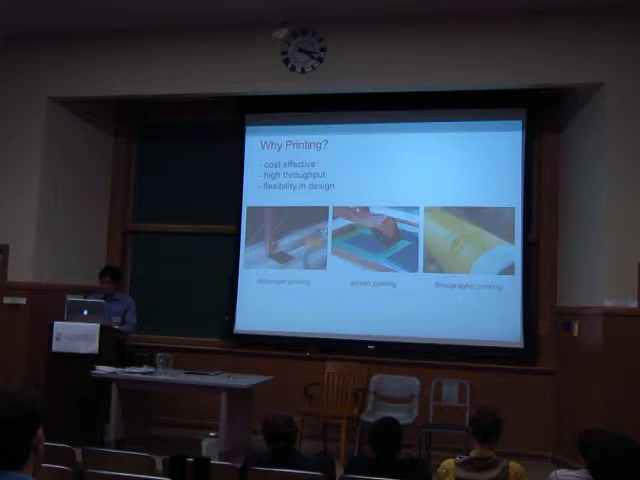 Why Printing?
- cost effective
- high throughput
- flexibility in design
screen printing
flexographic printing